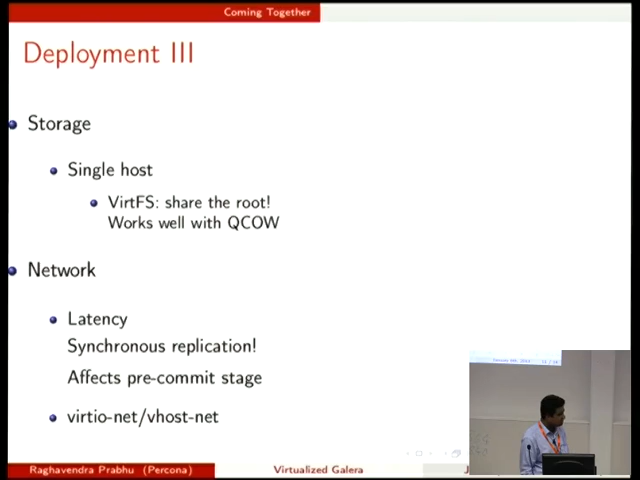 Coming Together
Deployment III
Storage
Single host
VirtFS: share the root!
Works well with QCOW
Network
Latency
Synchronous replication!
Affects pre-commit stage
virtio-net/vhost-net
Raghavendra Prabhu (Percona)
Virtualized Galera